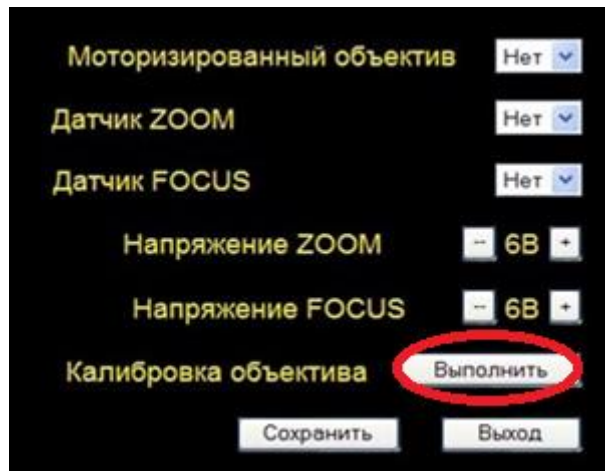 Моторизированный объектив Нет
Датчик ZOOM Нет
Датчик FOCUS Нет
Напряжение ZOOM -- 6В +
Напряжение FOCUS -- 6В +
Калибровка объектива Выполнить
Сохранить Выход